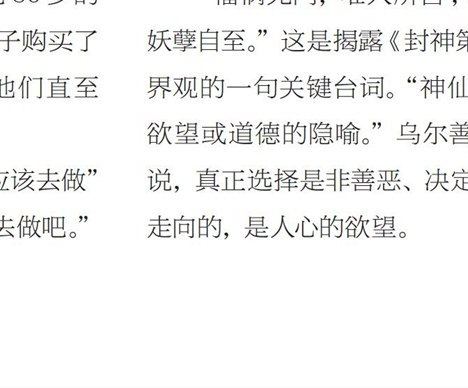 子购买了
他们直至
应该去做”
去做吧。”
妖孽自至。”这是揭露《封神第
界观的一句关键台词。“神仙
欲望或道德的隐喻。”乌尔善
说，真正选择是非善恶、决定
走向的，是人心的欲望。